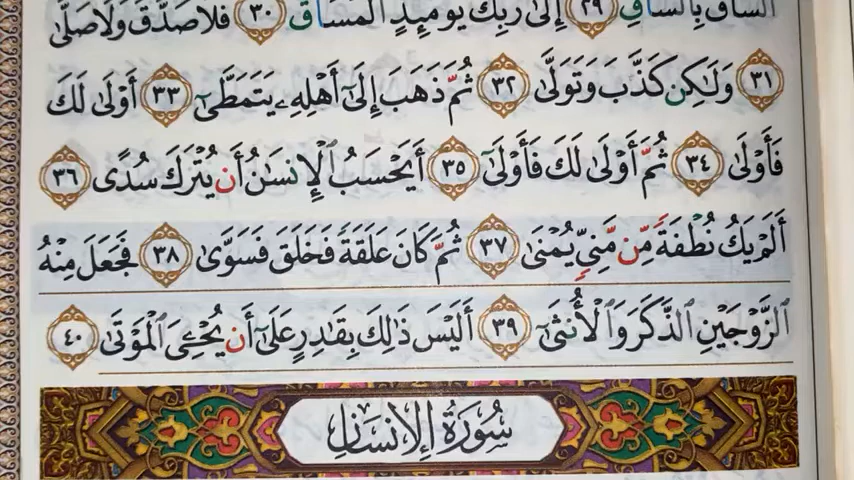 ٱلسَّاقُ بِٱلسَّاقِ ٢٩ إِلَىٰ رَبِّكَ يَوْمَئِذٍ ٱلْمَسَاقُ ٣٠ فَلَا صَدَّقَ وَلَا صَلَّىٰ
٣١ وَلَٰكِن كَذَّبَ وَتَوَلَّىٰ ٣٢ ثُمَّ ذَهَبَ إِلَىٰٓ أَهْلِهِۦ يَتَمَطَّىٰٓ ٣٣ أَوْلَىٰ لَكَ
فَأَوْلَىٰ ٣٤ ثُمَّ أَوْلَىٰ لَكَ فَأَوْلَىٰٓ ٣٥ أَيَحْسَبُ ٱلْإِنسَٰنُ أَن يُتْرَكَ سُدًى ٣٦
أَلَمْ يَكُ نُطْفَةً مِّن مَّنِىٍّ يُمْنَىٰ ٣٧ ثُمَّ كَانَ عَلَقَةً فَخَلَقَ فَسَوَّىٰ ٣٨ فَجَعَلَ مِنْهُ
ٱلزَّوْجَيْنِ ٱلذَّكَرَ وَٱلْأُنثَىٰٓ ٣٩ أَلَيْسَ ذَٰلِكَ بِقَٰدِرٍ عَلَىٰٓ أَن يُحْـِۧىَ ٱلْمَوْتَىٰ ٤٠
سُورَةُ الإِنسَانِ